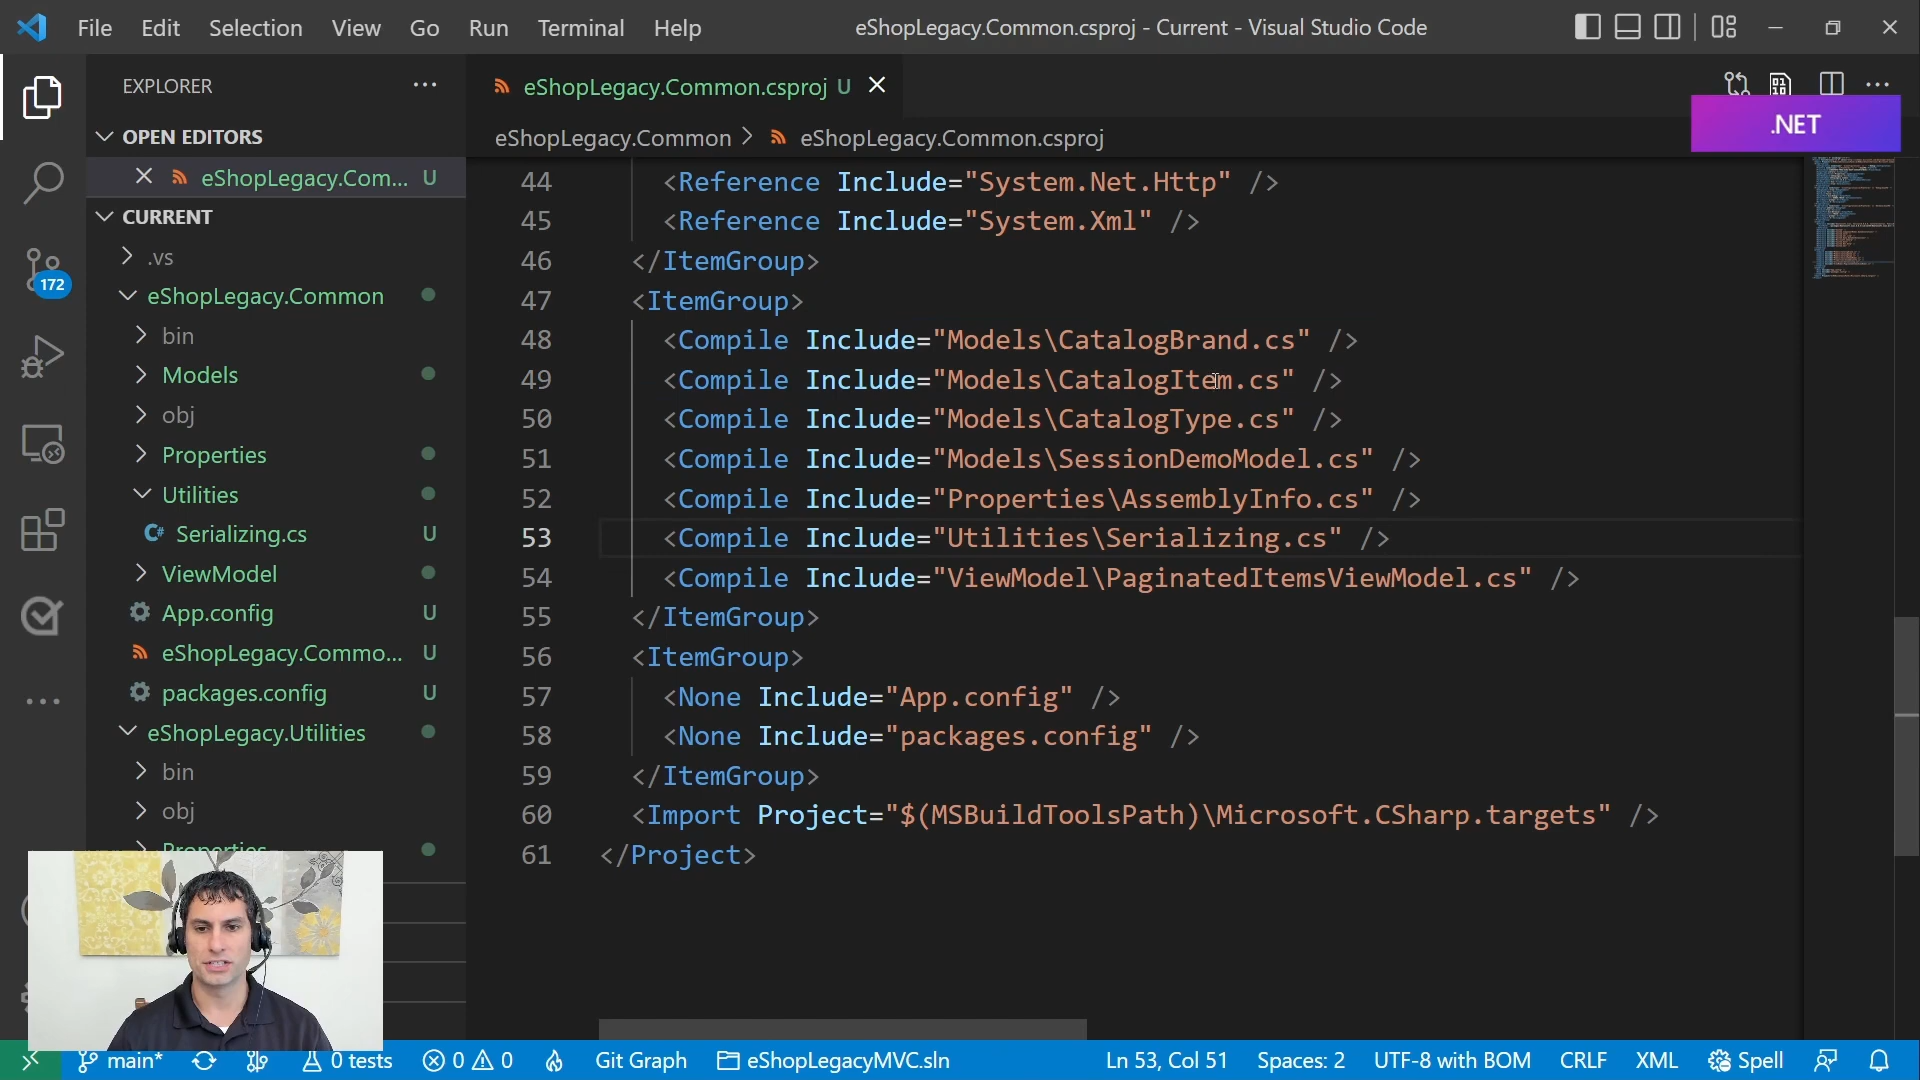 File Edit Selection View Go Run Terminal Help
eShopLegacy.Common.csproj - Current - Visual Studio Code
EXPLORER
OPEN EDITORS
eShopLegacy.Com... U
CURRENT
.vs
eShopLegacy.Common
bin
Models
obj
Properties
Utilities
Serializing.cs U
ViewModel
App.config U
eShopLegacy.Commo... U
packages.config U
eShopLegacy.Utilities
bin
obj
Properties
172
eShopLegacy.Common.csproj U
.NET
eShopLegacy.Common > eShopLegacy.Common.csproj
44 <Reference Include="System.Net.Http" />
45 <Reference Include="System.Xml" />
46 </ItemGroup>
47 <ItemGroup>
48 <Compile Include="Models\CatalogBrand.cs" />
49 <Compile Include="Models\CatalogItem.cs" />
50 <Compile Include="Models\CatalogType.cs" />
51 <Compile Include="Models\SessionDemoModel.cs" />
52 <Compile Include="Properties\AssemblyInfo.cs" />
53 <Compile Include="Utilities\Serializing.cs" />
54 <Compile Include="ViewModel\PaginatedItemsViewModel.cs" />
55 </ItemGroup>
56 <ItemGroup>
57 <None Include="App.config" />
58 <None Include="packages.config" />
59 </ItemGroup>
60 <Import Project="$(MSBuildToolsPath)\Microsoft.CSharp.targets" />
61 </Project>
main* 0 tests 0 0 Git Graph eShopLegacyMVC.sln Ln 53, Col 51 Spaces: 2 UTF-8 with BOM CRLF XML Spell